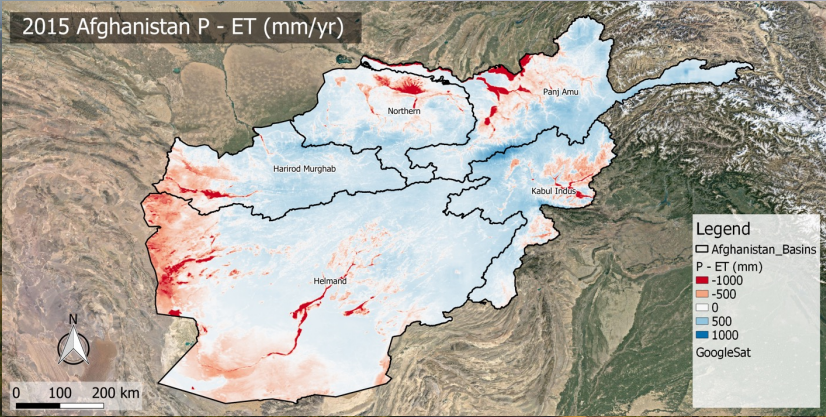 2015 Afghanistan P - ET (mm/yr)
Northern
Panj Amu
Harirod Murghab
Kabul Indus
Helmand
N
0 100 200 km
Legend
Afghanistan_Basins
P - ET (mm)
-1000
-500
0
500
1000
GoogleSat